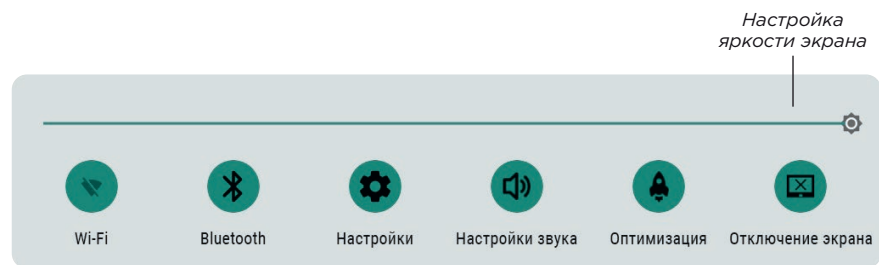 Настройка
яркости экрана
Wi-Fi
Bluetooth
Настройки
Настройки звука
Оптимизация
Отключение экрана